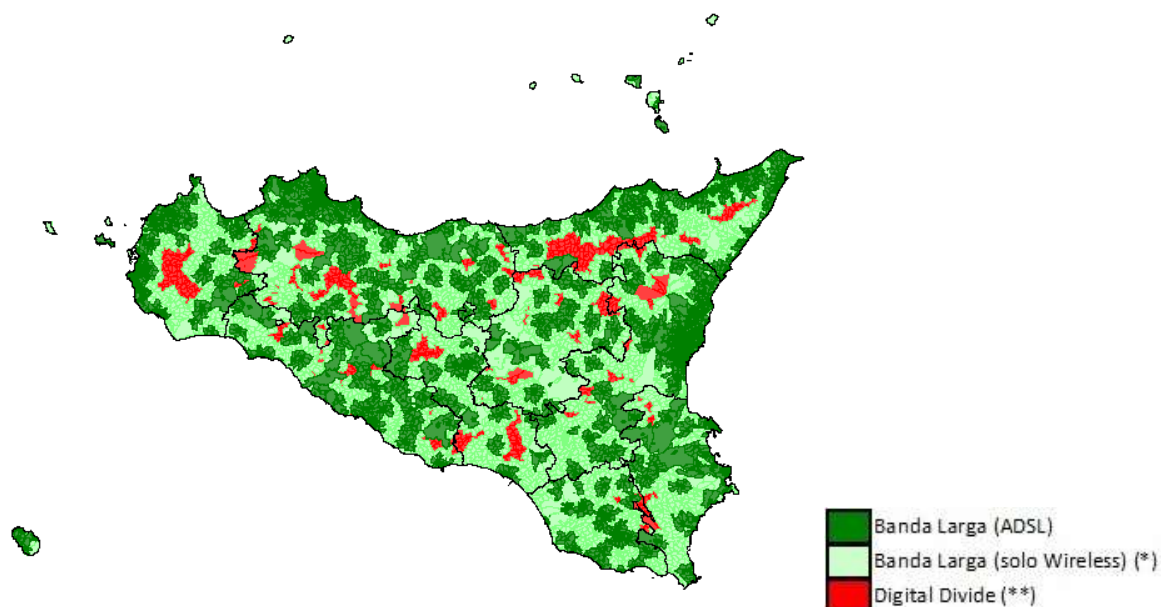 Banda Larga (ADSL)
Banda Larga (solo Wireless) (*)
Digital Divide (**)